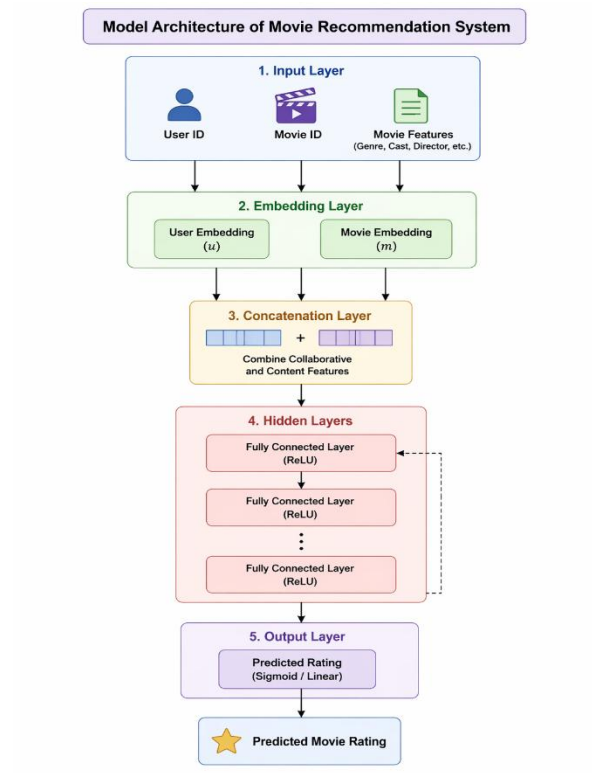 Model Architecture of Movie Recommendation System
1. Input Layer
User ID
Movie ID
Movie Features
(Genre, Cast, Director, etc.)
2. Embedding Layer
User Embedding
(u)
Movie Embedding
(m)
3. Concatenation Layer
+
Combine Collaborative
and Content Features
4. Hidden Layers
Fully Connected Layer
(ReLU)
Fully Connected Layer
(ReLU)
Fully Connected Layer
(ReLU)
5. Output Layer
Predicted Rating
(Sigmoid / Linear)
Predicted Movie Rating